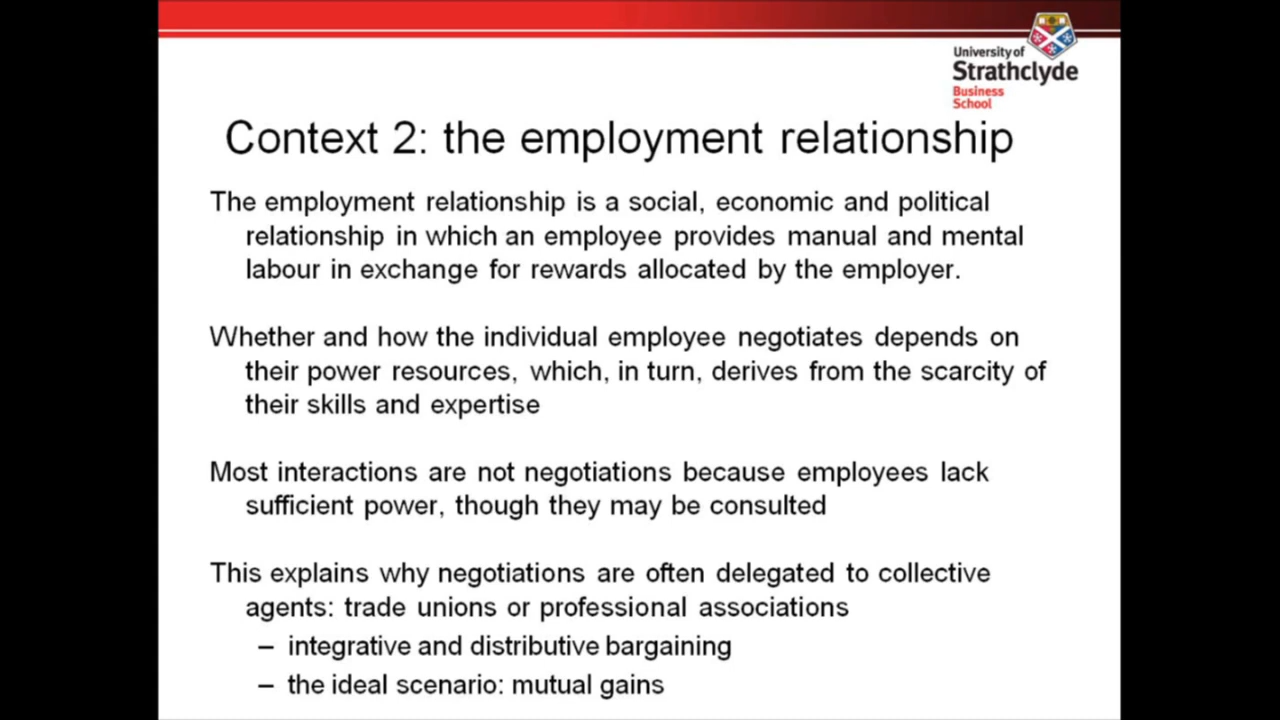 University of
Strathclyde
Business
School
Context 2: the employment relationship
The employment relationship is a social, economic and political
relationship in which an employee provides manual and mental
labour in exchange for rewards allocated by the employer.
Whether and how the individual employee negotiates depends on
their power resources, which, in turn, derives from the scarcity of
their skills and expertise
Most interactions are not negotiations because employees lack
sufficient power, though they may be consulted
This explains why negotiations are often delegated to collective
agents: trade unions or professional associations
– integrative and distributive bargaining
– the ideal scenario: mutual gains